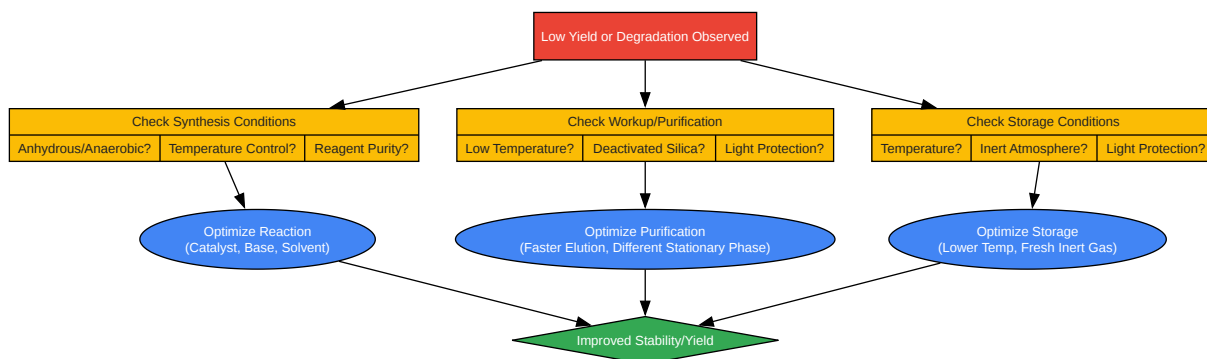 Low Yield or Degradation Observed
Check Synthesis Conditions
Anhydrous/Anaerobic?
Temperature Control?
Reagent Purity?
Check Workup/Purification
Low Temperature?
Deactivated Silica?
Light Protection?
Check Storage Conditions
Temperature?
Inert Atmosphere?
Light Protection?
Optimize Reaction
(Catalyst, Base, Solvent)
Optimize Purification
(Faster Elution, Different Stationary Phase)
Optimize Storage
(Lower Temp, Fresh Inert Gas)
Improved Stability/Yield